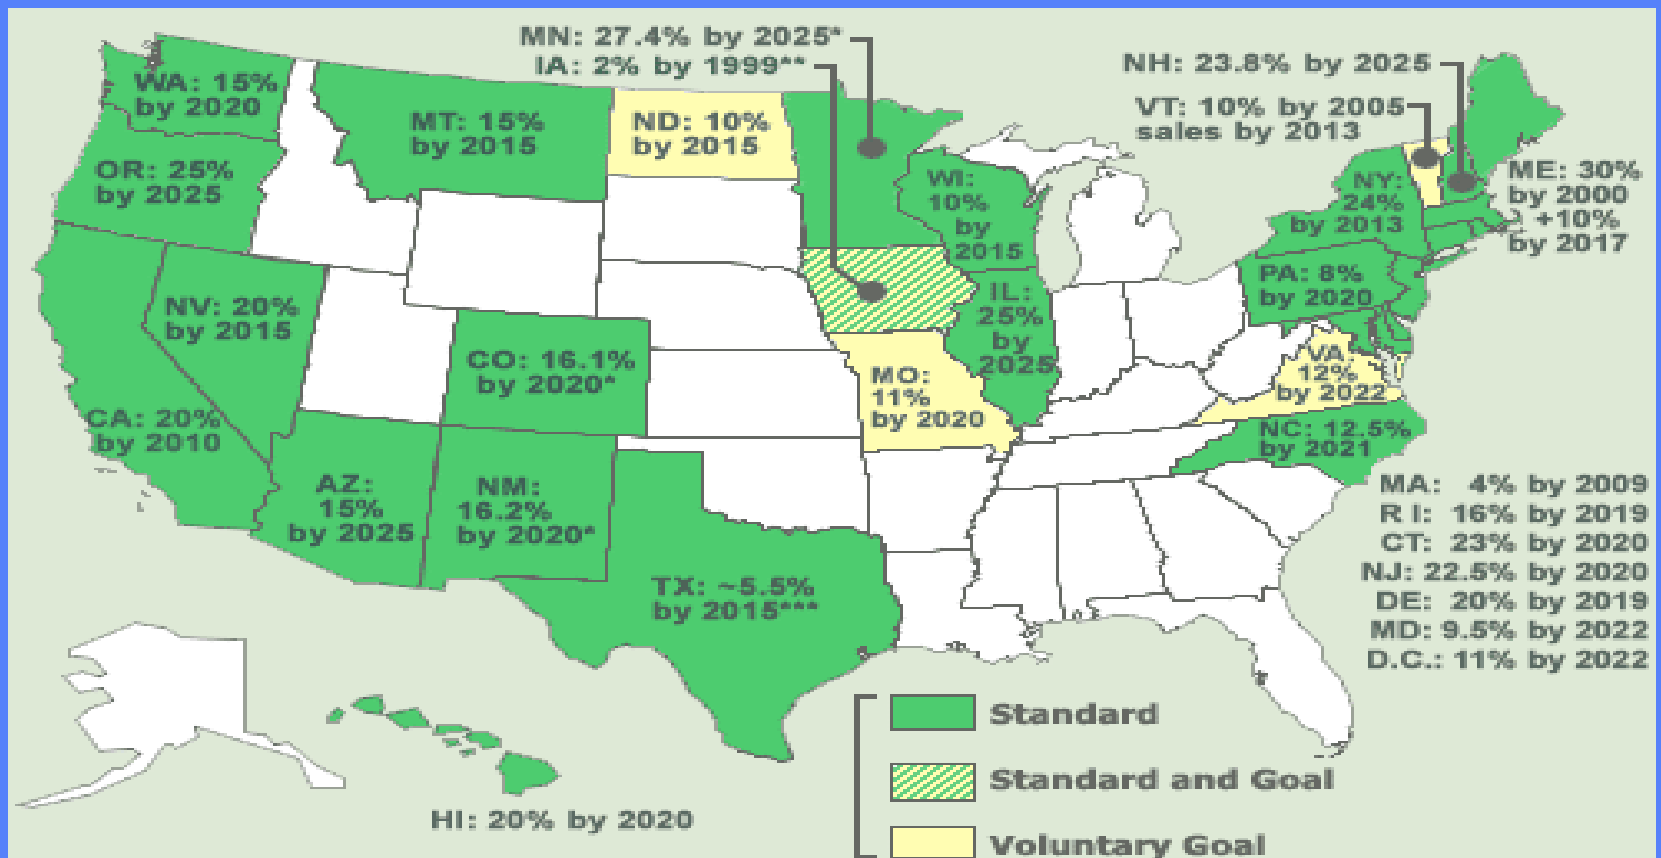 MN: 27.4% by 2025*
IA: 2% by 1999**
NH: 23.8% by 2025
VT: 10% by 2005
sales by 2013
WA: 15%
by 2020
MT: 15%
by 2015
ND: 10%
by 2015
OR: 25%
by 2025
WI:
10%
by
2015
NY:
24%
by 2013
ME: 30%
by 2000
+10%
by 2017
NV: 20%
by 2015
IL:
25%
by
2025
PA: 8%
by 2020
CO: 16.1%
by 2020*
MO:
11%
by 2020
VA:
12%
by 2022
CA: 20%
by 2010
NC: 12.5%
by 2021
AZ:
15%
by 2025
NM:
16.2%
by 2020*
TX: ~5.5%
by 2015***
MA: 4% by 2009
RI: 16% by 2019
CT: 23% by 2020
NJ: 22.5% by 2020
DE: 20% by 2019
MD: 9.5% by 2022
D.C.: 11% by 2022
HI: 20% by 2020
Standard
Standard and Goal
Voluntary Goal